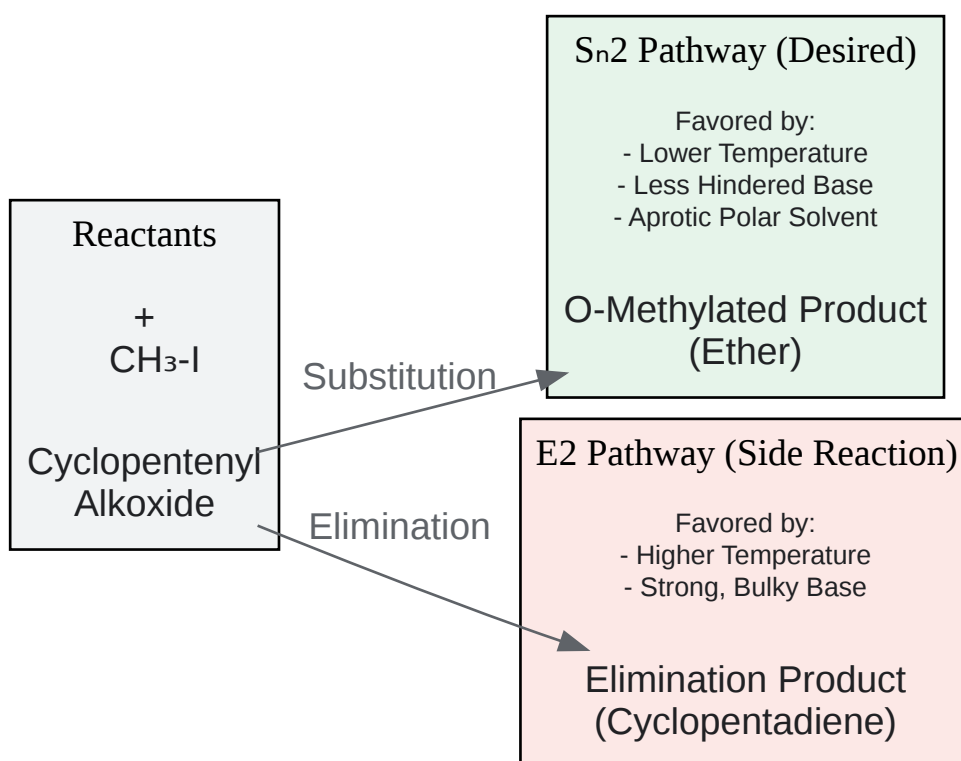 Sₙ2 Pathway (Desired)
Favored by:
- Lower Temperature
- Less Hindered Base
- Aprotic Polar Solvent
O-Methylated Product
(Ether)
Reactants
+
CH₃-I
Cyclopentenyl
Alkoxide
Substitution
Elimination
E2 Pathway (Side Reaction)
Favored by:
- Higher Temperature
- Strong, Bulky Base
Elimination Product
(Cyclopentadiene)